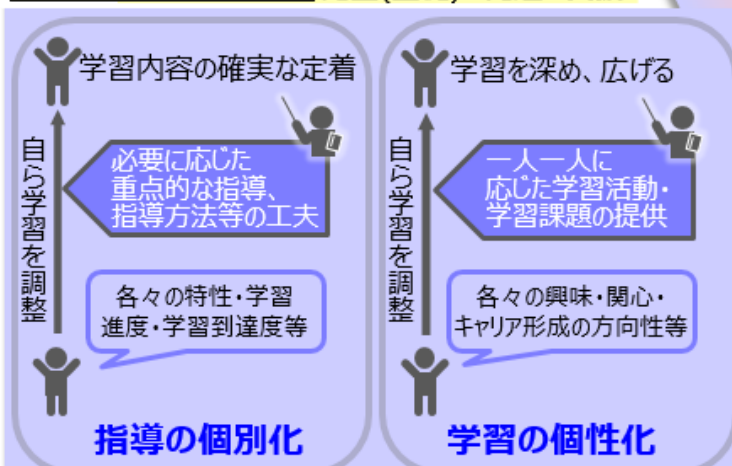 学習内容の確実な定着
必要に応じた
重点的な指導、
指導方法等の工夫
自ら学習を調整
各々の特性・学習
進度・学習到達度等
指導の個別化
学習を深め、広げる
一人一人に
応じた学習活動・
学習課題の提供
自ら学習を調整
各々の興味・関心・
キャリア形成の方向性等
学習の個性化